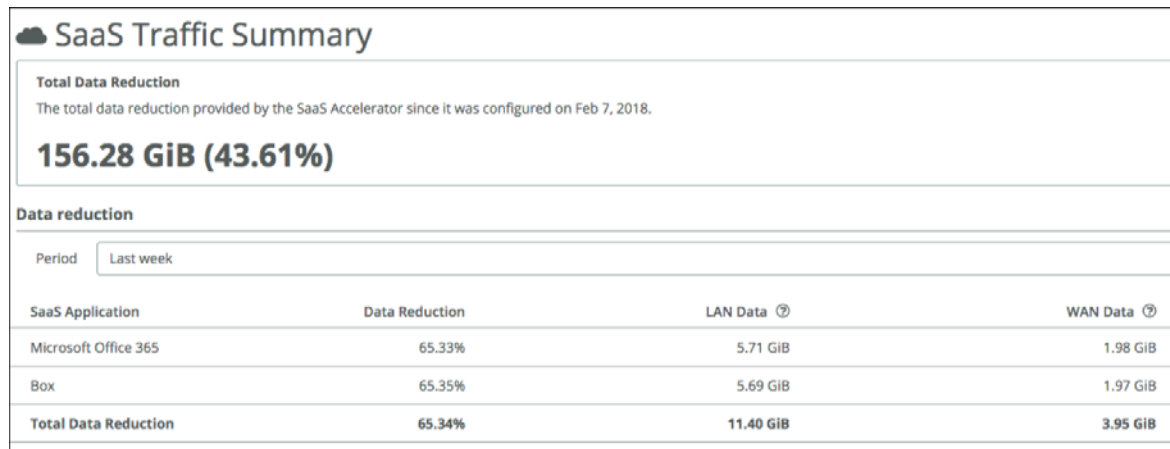 SaaS Traffic Summary
Total Data Reduction
The total data reduction provided by the SaaS Accelerator since it was configured on Feb 7, 2018.
156.28 GiB (43.61%)
Data reduction
Period Last week
SaaS Application Data Reduction LAN Data ? WAN Data ?
Microsoft Office 365 65.33% 5.71 GiB 1.98 GiB
Box 65.35% 5.69 GiB 1.97 GiB
Total Data Reduction 65.34% 11.40 GiB 3.95 GiB